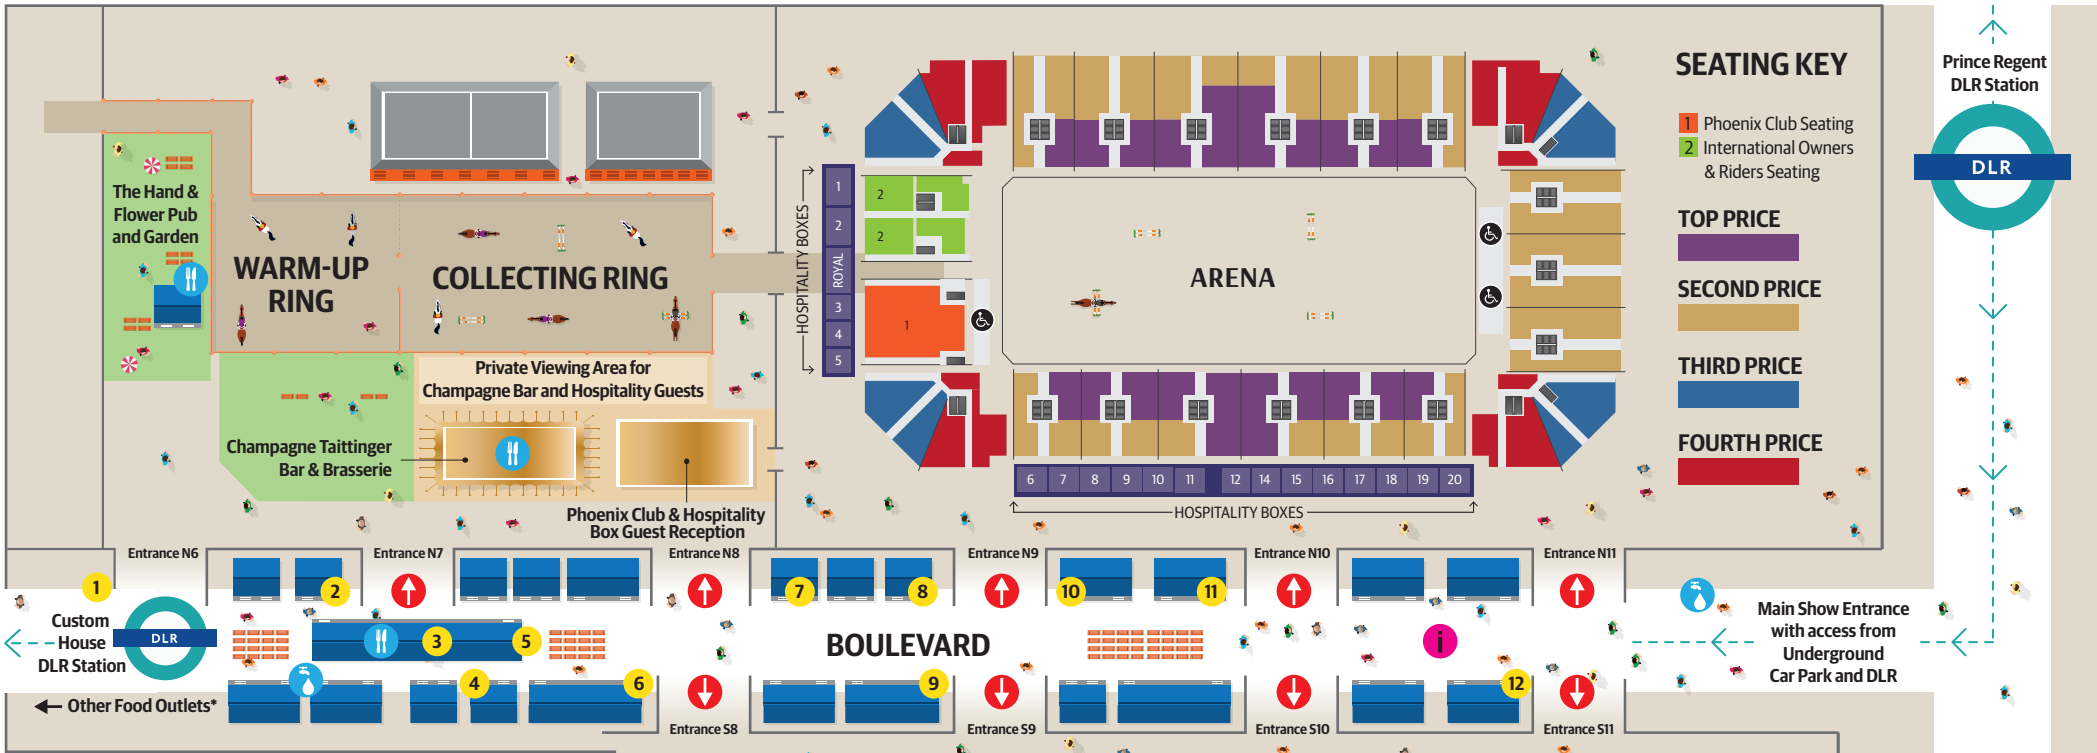 SEATING KEY
1 Phoenix Club Seating
2 International Owners
& Riders Seating
TOP PRICE
SECOND PRICE
THIRD PRICE
FOURTH PRICE
Prince Regent
DLR Station
DLR
The Hand &
Flower Pub
and Garden
WARM-UP
RING
COLLECTING RING
HOSPITALITY BOXES
1
2
ROYAL
3
4
5
2
2
1
ARENA
Private Viewing Area for
Champagne Bar and Hospitality Guests
Champagne Taittinger
Bar & Brasserie
Phoenix Club & Hospitality
Box Guest Reception
6 7 8 9 10 11 12 14 15 16 17 18 19 20
HOSPITALITY BOXES
Entrance N6
Entrance N7
Entrance N8
Entrance N9
Entrance N10
Entrance N11
1
2
7
8
10
11
Custom
House
DLR Station
DLR
3
5
BOULEVARD
i
Main Show Entrance
with access from
Underground
Car Park and DLR
4
6
9
12
Other Food Outlets*
Entrance S8
Entrance S9
Entrance S10
Entrance S11